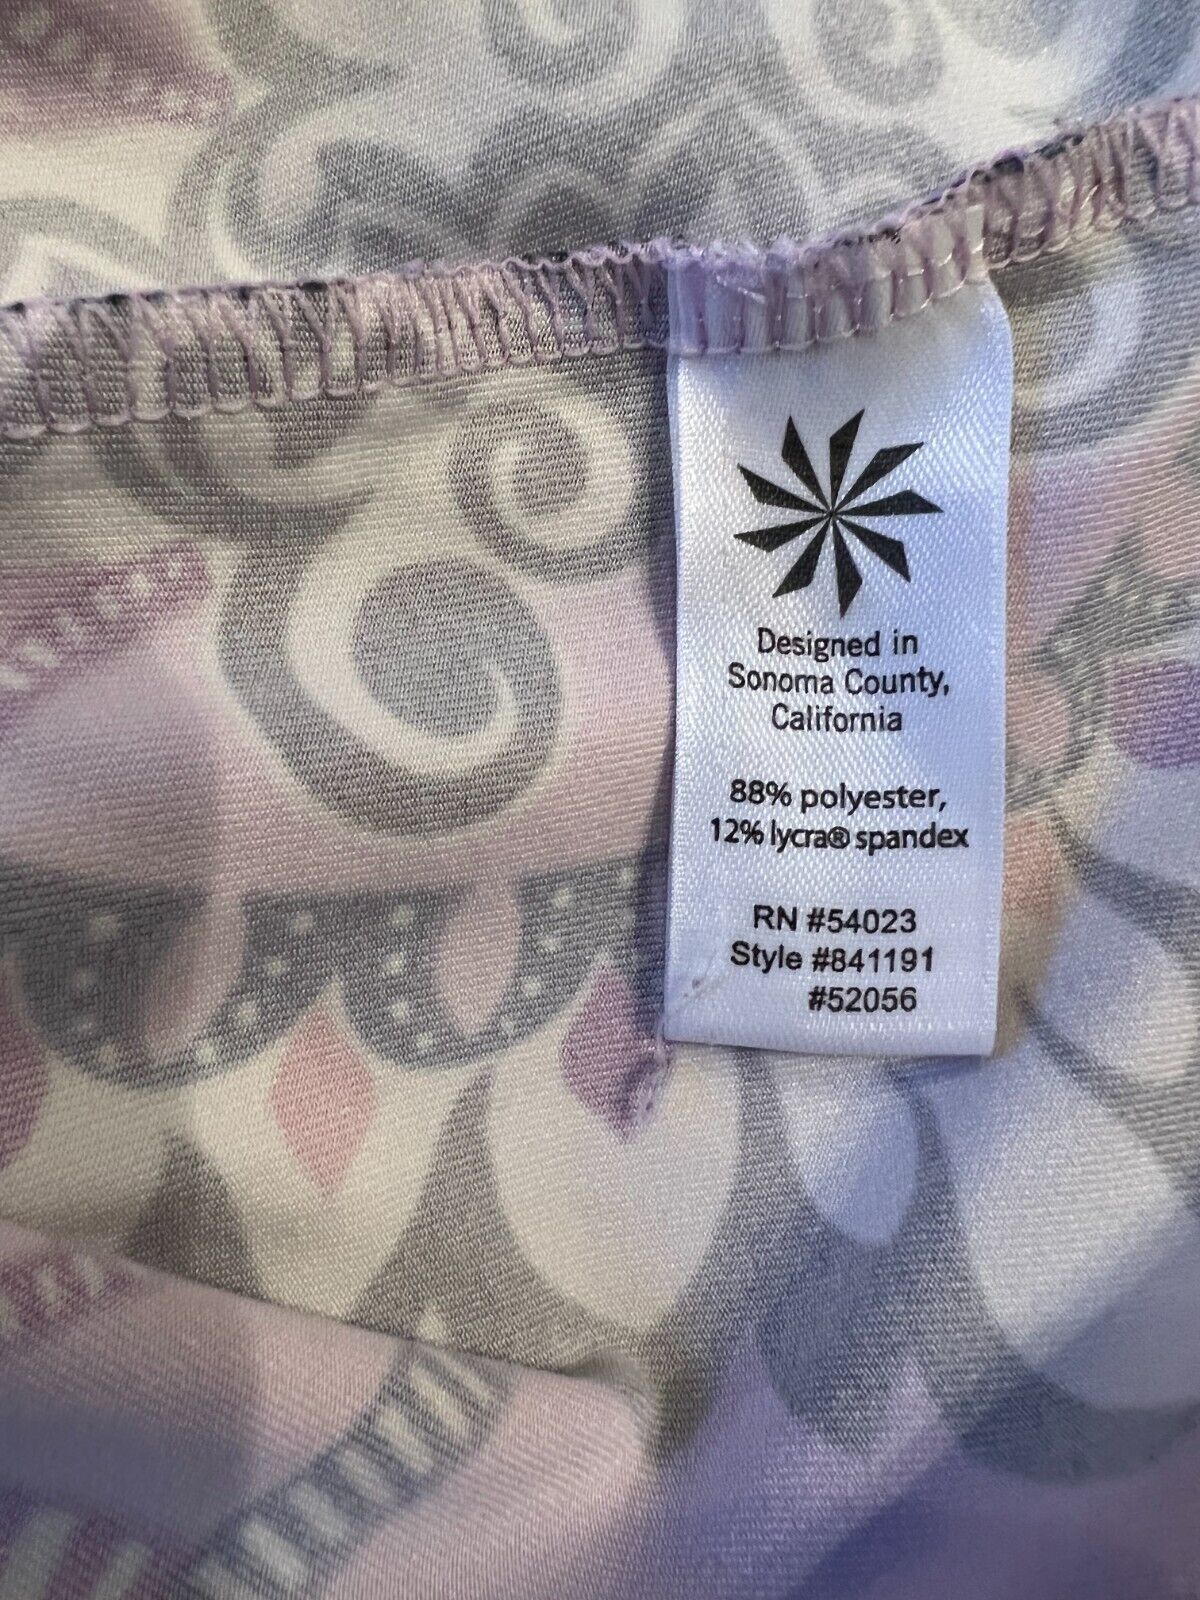 Designed in
Sonoma County,
California
88% polyester,
12% lycra® spandex
RN #54023
Style #841191
#52056